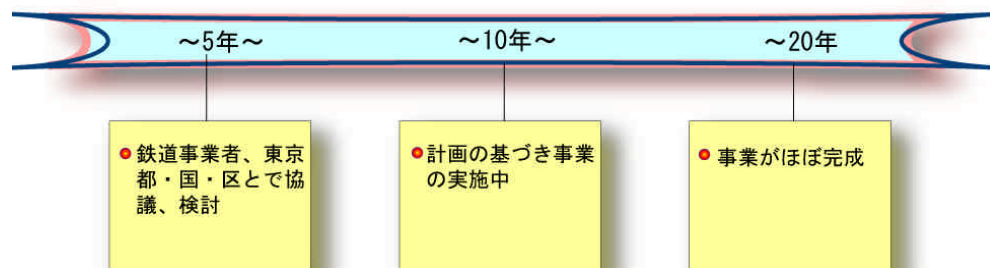 ～5年～
～10年～
～20年
鉄道事業者、東京
都・国・区とで協
議、検討
計画の基づき事業
の実施中
事業がほぼ完成